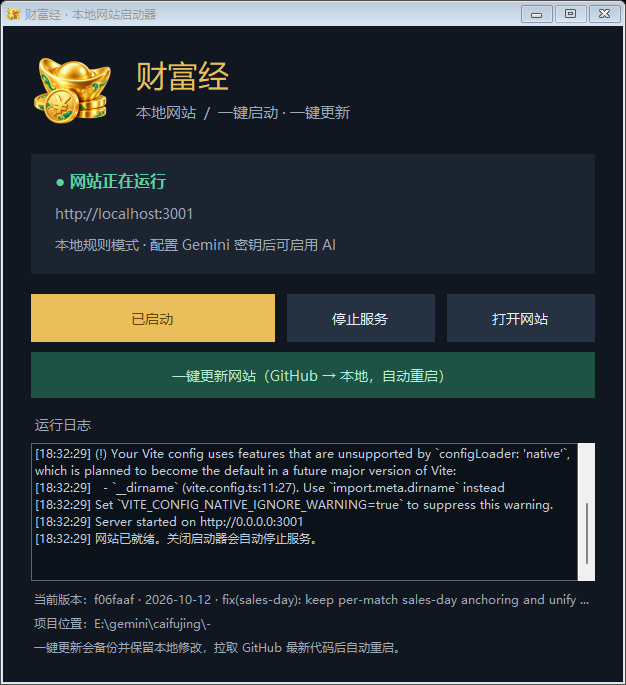 财富经 · 本地网站启动器
财富经
本地网站 / 一键启动 · 一键更新
● 网站正在运行
http://localhost:3001
本地规则模式 · 配置 Gemini 密钥后可启用 AI
已启动
停止服务
打开网站
一键更新网站（GitHub → 本地，自动重启）
运行日志
[18:32:29] (!) Your Vite config uses features that are unsupported by `configLoader: 'native'`,
which is planned to become the default in a future major version of Vite:
[18:32:29] - `__dirname` (vite.config.ts:11:27). Use `import.meta.dirname` instead
[18:32:29] Set `VITE_CONFIG_NATIVE_IGNORE_WARNING=true` to suppress this warning.
[18:32:29] Server started on http://0.0.0.0:3001
[18:32:29] 网站已就绪。关闭启动器会自动停止服务。
当前版本：f06faaf · 2026-10-12 · fix(sales-day): keep per-match sales-day anchoring and unify ...
项目位置：E:\gemini\caifujing\-
一键更新会备份并保留本地修改，拉取 GitHub 最新代码后自动重启。